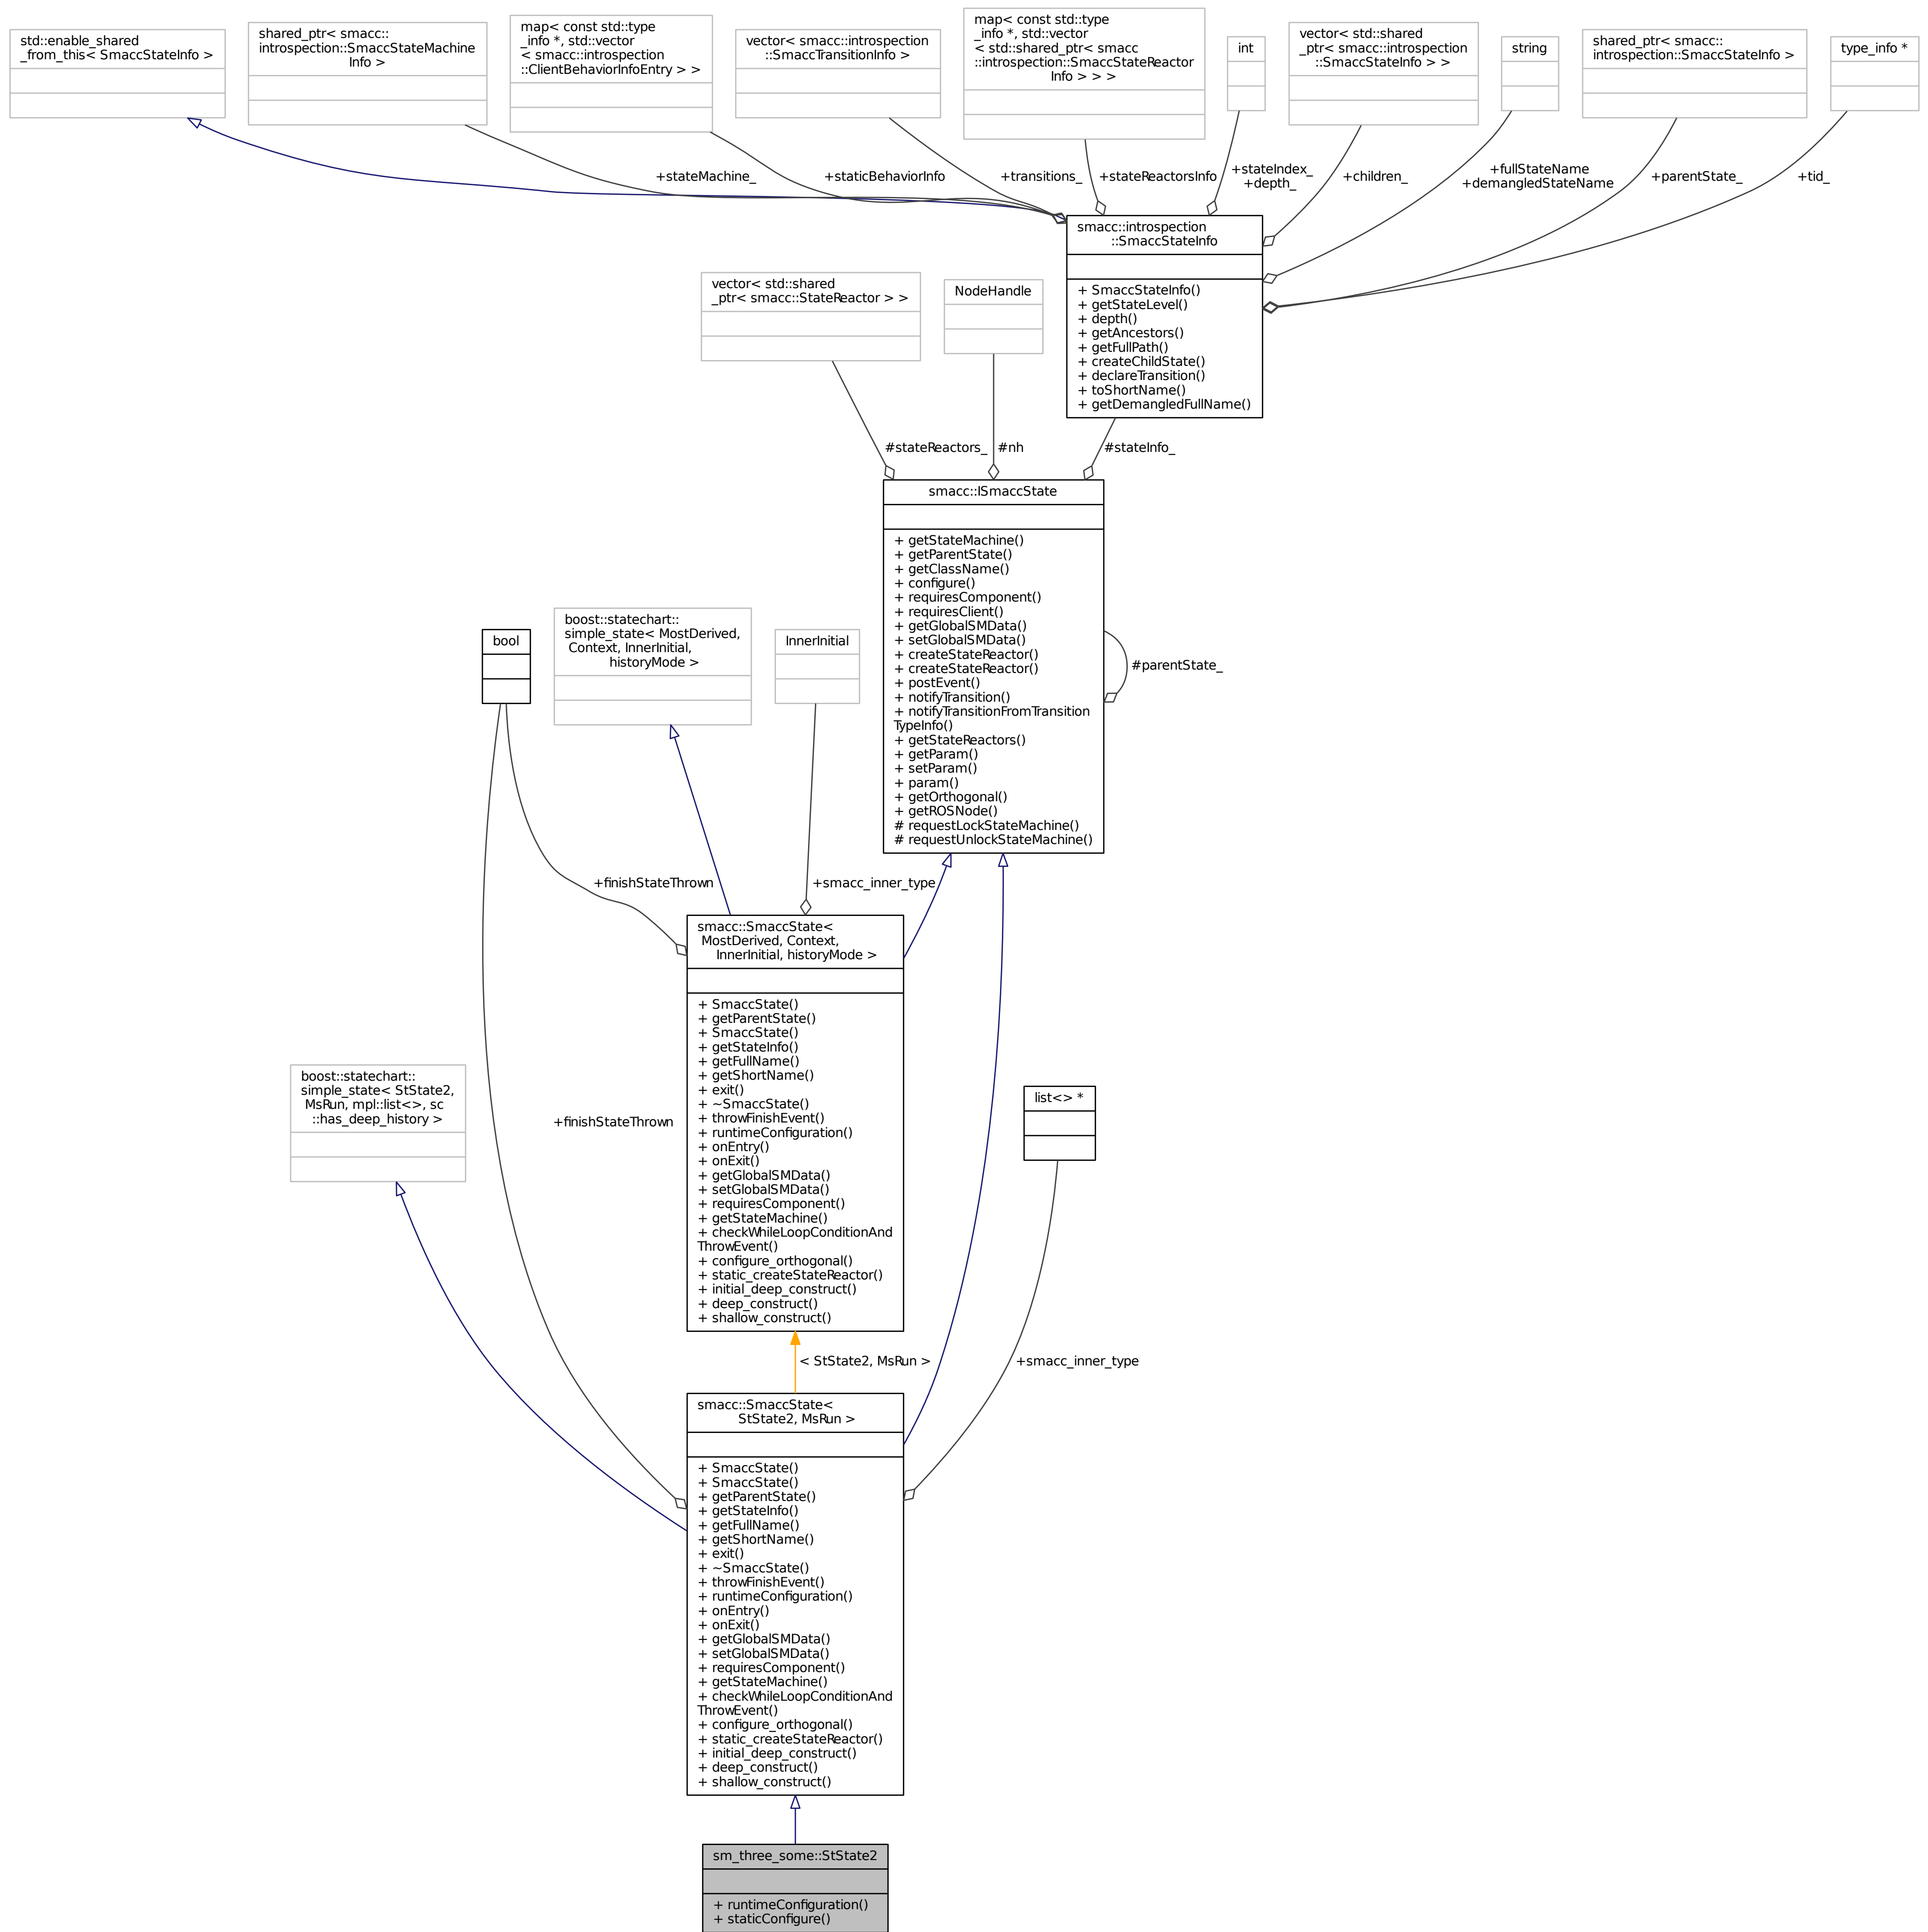 std::enable_shared
_from_this< SmaccStateInfo >
shared_ptr< smacc::
introspection::SmaccStateMachine
Info >
map< const std::type
_info *, std::vector
< smacc::introspection
::ClientBehaviorInfoEntry > >
vector< smacc::introspection
::SmaccTransitionInfo >
map< const std::type
_info *, std::vector
< std::shared_ptr< smacc
::introspection::SmaccStateReactor
Info > > >
int
vector< std::shared
_ptr< smacc::introspection
::SmaccStateInfo > >
string
shared_ptr< smacc::
introspection::SmaccStateInfo >
type_info *
+stateMachine_
+staticBehaviorInfo
+transitions_
+stateReactorsInfo
+stateIndex_
+depth_
+children_
+fullStateName
+demangledStateName
+parentState_
+tid_
smacc::introspection
::SmaccStateInfo
+ SmaccStateInfo()
+ getStateLevel()
+ depth()
+ getAncestors()
+ getFullPath()
+ createChildState()
+ declareTransition()
+ toShortName()
+ getDemangledFullName()
vector< std::shared
_ptr< smacc::StateReactor > >
NodeHandle
#stateReactors_
#nh
#stateInfo_
smacc::ISmaccState
+ getStateMachine()
+ getParentState()
+ getClassName()
+ configure()
+ requiresComponent()
+ requiresClient()
+ getGlobalSMData()
+ setGlobalSMData()
+ createStateReactor()
+ createStateReactor()
+ postEvent()
+ notifyTransition()
+ notifyTransitionFromTransition
TypeInfo()
+ getStateReactors()
+ getParam()
+ setParam()
+ param()
+ getOrthogonal()
+ getROSNode()
# requestLockStateMachine()
# requestUnlockStateMachine()
#parentState_
bool
boost::statechart::
simple_state< MostDerived,
Context, InnerInitial,
historyMode >
InnerInitial
+finishStateThrown
+smacc_inner_type
smacc::SmaccState<
MostDerived, Context,
InnerInitial, historyMode >
+ SmaccState()
+ getParentState()
+ SmaccState()
+ getStateInfo()
+ getFullName()
+ getShortName()
+ exit()
+ ~SmaccState()
+ throwFinishEvent()
+ runtimeConfiguration()
+ onEntry()
+ onExit()
+ getGlobalSMData()
+ setGlobalSMData()
+ requiresComponent()
+ getStateMachine()
+ checkWhileLoopConditionAnd
ThrowEvent()
+ configure_orthogonal()
+ static_createStateReactor()
+ initial_deep_construct()
+ deep_construct()
+ shallow_construct()
boost::statechart::
simple_state< StState2,
MsRun, mpl::list<>, sc
::has_deep_history >
+finishStateThrown
list<> *
< StState2, MsRun >
+smacc_inner_type
smacc::SmaccState<
StState2, MsRun >
+ SmaccState()
+ SmaccState()
+ getParentState()
+ getStateInfo()
+ getFullName()
+ getShortName()
+ exit()
+ ~SmaccState()
+ throwFinishEvent()
+ runtimeConfiguration()
+ onEntry()
+ onExit()
+ getGlobalSMData()
+ setGlobalSMData()
+ requiresComponent()
+ getStateMachine()
+ checkWhileLoopConditionAnd
ThrowEvent()
+ configure_orthogonal()
+ static_createStateReactor()
+ initial_deep_construct()
+ deep_construct()
+ shallow_construct()
sm_three_some::StState2
+ runtimeConfiguration()
+ staticConfigure()